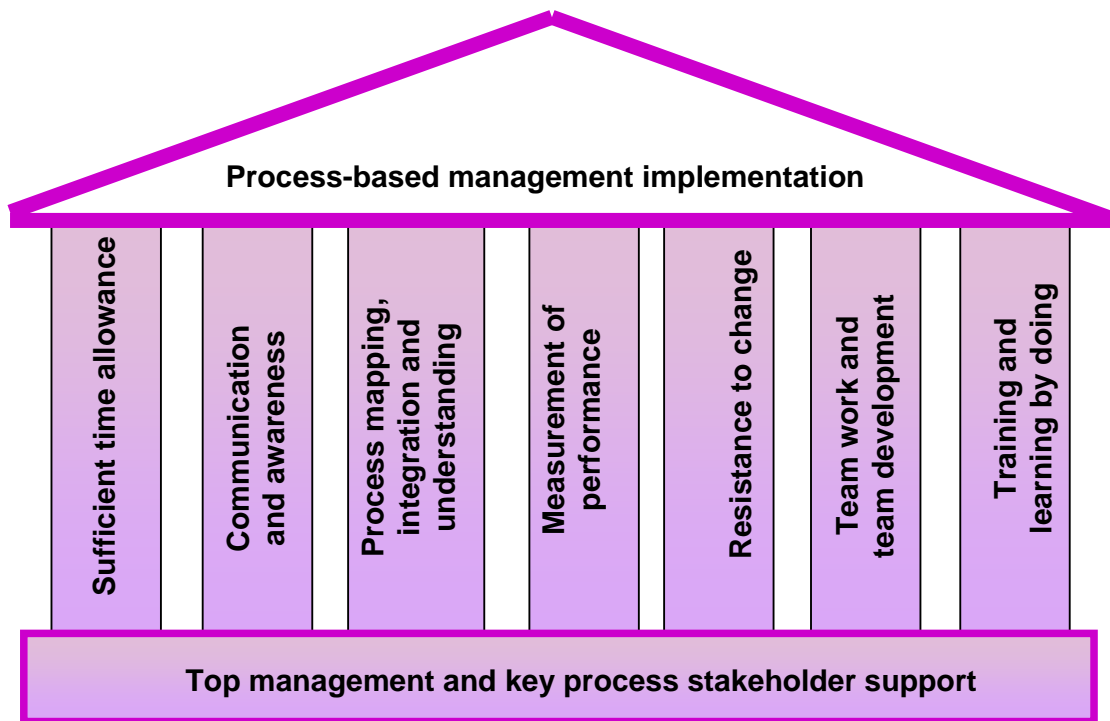 Process-based management implementation
Sufficient time allowance
Communication
and awareness
Process mapping,
integration and
understanding
Measurement of
performance
Resistance to change
Team work and
team development
Training and
learning by doing
Top management and key process stakeholder support